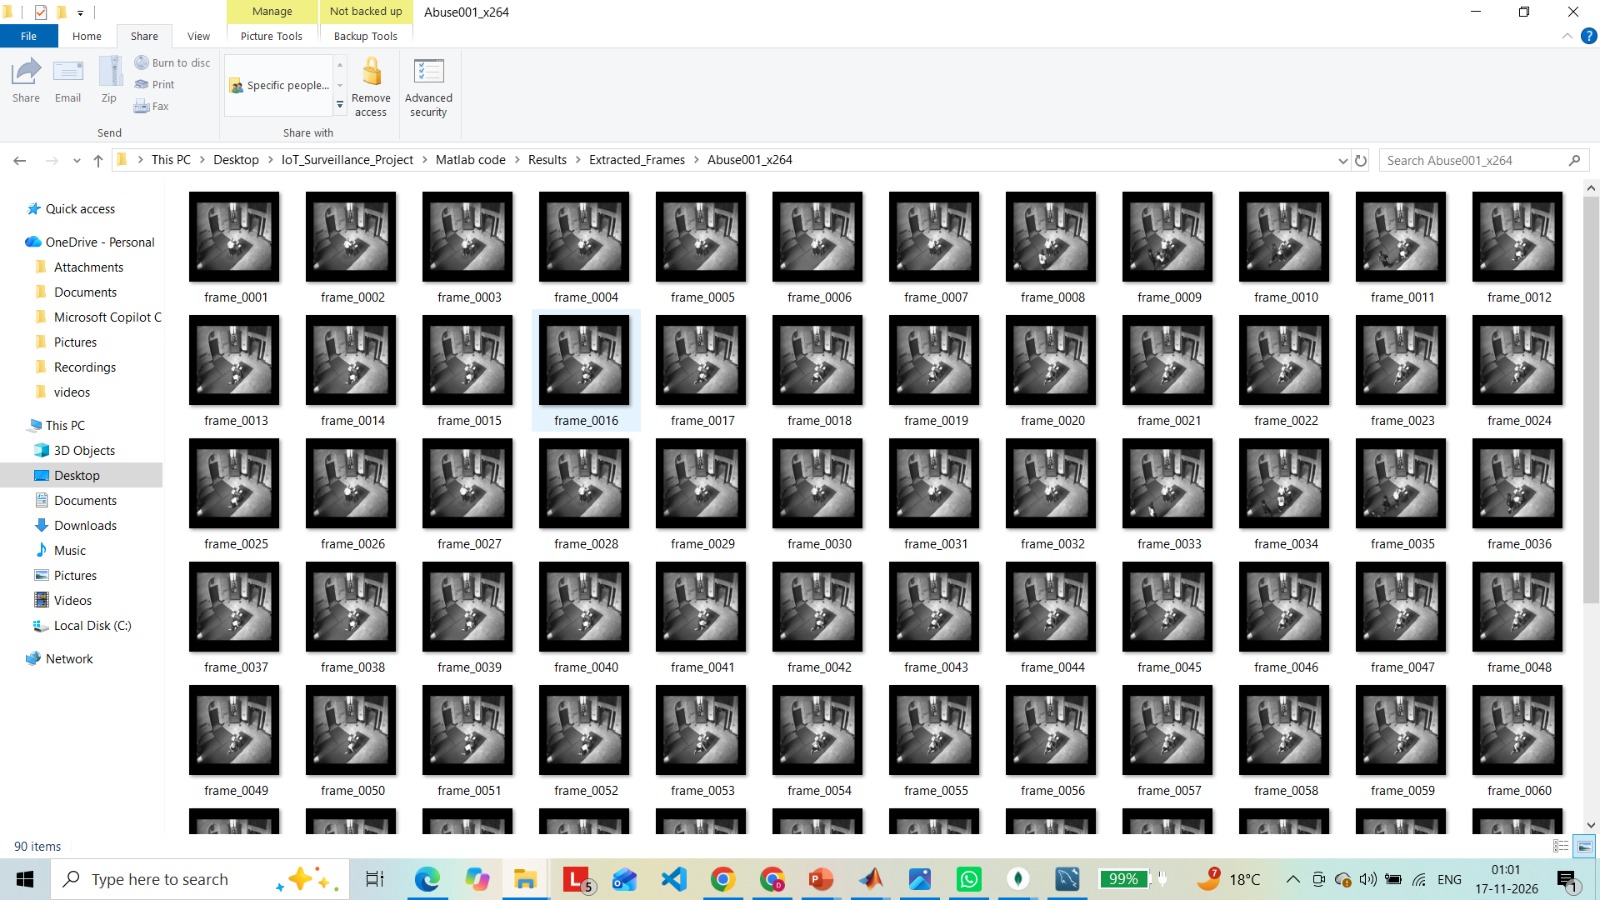 Manage
Not backed up
Abuse001_x264
File
Home
Share
View
Picture Tools
Backup Tools
Share
Email
Zip
Burn to disc
Print
Fax
Send
Specific people...
Remove access
Share with
Advanced security
This PC
Desktop
IoT_Surveillance_Project
Matlab code
Results
Extracted_Frames
Abuse001_x264
Search Abuse001_x264
Quick access
OneDrive - Personal
Attachments
Documents
Microsoft Copilot C
Pictures
Recordings
videos
This PC
3D Objects
Desktop
Documents
Downloads
Music
Pictures
Videos
Local Disk (C:)
Network
frame_0001 frame_0002 frame_0003 frame_0004 frame_0005 frame_0006 frame_0007 frame_0008 frame_0009 frame_0010 frame_0011 frame_0012
frame_0013 frame_0014 frame_0015 frame_0016 frame_0017 frame_0018 frame_0019 frame_0020 frame_0021 frame_0022 frame_0023 frame_0024
frame_0025 frame_0026 frame_0027 frame_0028 frame_0029 frame_0030 frame_0031 frame_0032 frame_0033 frame_0034 frame_0035 frame_0036
frame_0037 frame_0038 frame_0039 frame_0040 frame_0041 frame_0042 frame_0043 frame_0044 frame_0045 frame_0046 frame_0047 frame_0048
frame_0049 frame_0050 frame_0051 frame_0052 frame_0053 frame_0054 frame_0055 frame_0056 frame_0057 frame_0058 frame_0059 frame_0060
90 items
Type here to search
L 5
D
P
99%
7
18°C
ENG
01:01
17-11-2026
1